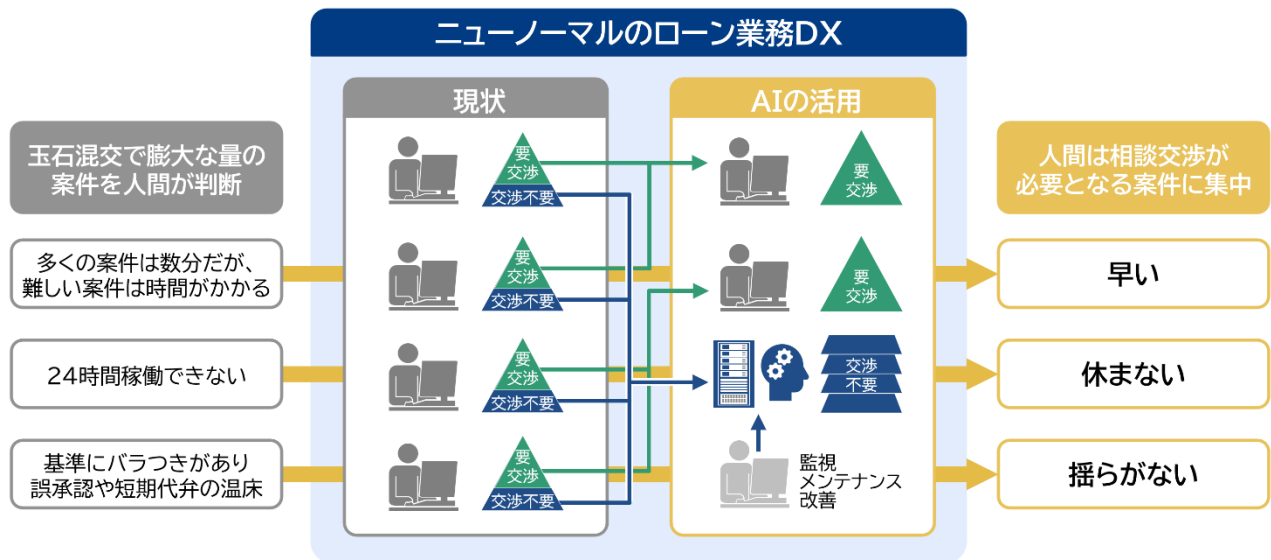 ニューノーマルのローン業務DX
現状
AIの活用
玉石混交で膨大な量の
案件を人間が判断
多くの案件は数分だが、
難しい案件は時間がかかる
24時間稼働できない
基準にバラつきがあり
誤承認や短期代弁の温床
要
交渉
交渉不要
要
交渉
交渉不要
要
交渉
交渉不要
要
交渉
交渉不要
要
交渉
要
交渉
交渉
不要
監視
メンテナンス
改善
人間は相談交渉が
必要となる案件に集中
早い
休まない
揺らがない